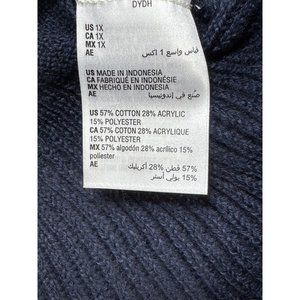 DYDH
US 1X
CA 1X
MX 1X
AE قياس واسع 1 اكس
US MADE IN INDONESIA
CA FABRIQUÉ EN INDONÉSIE
MX HECHO EN INDONESIA
AE صنع في إندونيسيا
US 57% COTTON 28% ACRYLIC
15% POLYESTER
CA 57% COTON 28% ACRYLIQUE
15% POLYESTER
MX 57% algodón 28% acrílico 15%
poliester
AE 57% قطن 28% أكريليك
15% بولي أستر